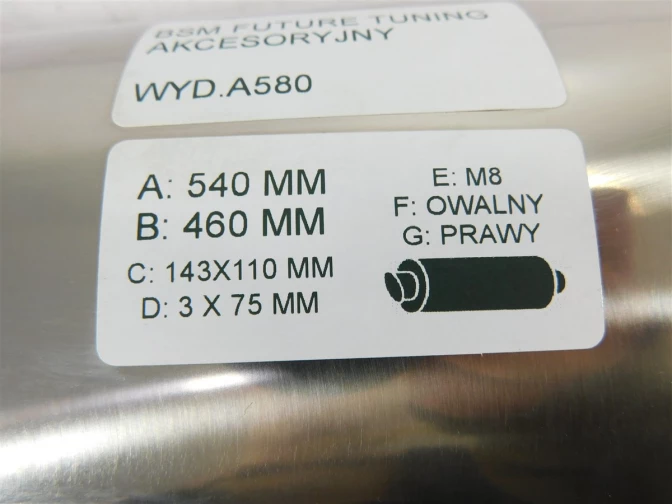 BSM FUTURE TUNING
AKCESORYJNY
WYD.A580
A: 540 MM
B: 460 MM
C: 143X110 MM
D: 3 X 75 MM
E: M8
F: OWALNY
G: PRAWY